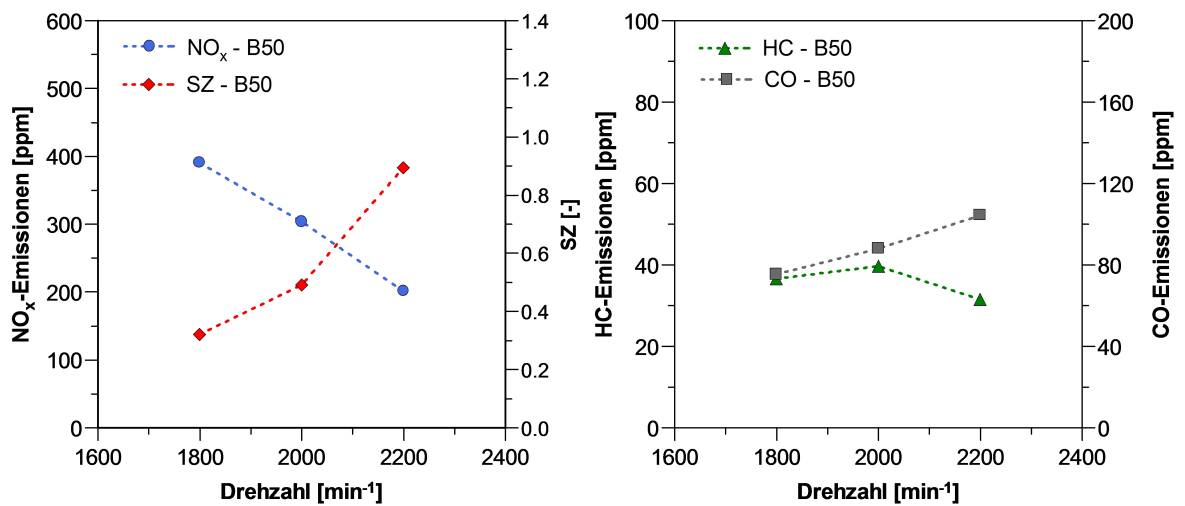 600
500
400
300
200
100
0
NOx-Emissionen [ppm]
NOx - B50
SZ - B50
1.4
1.2
1.0
0.8
0.6
0.4
0.2
0.0
SZ [-]
1600 1800 2000 2200 2400
Drehzahl [min-1]
100
80
60
40
20
0
HC-Emissionen [ppm]
HC - B50
CO - B50
200
160
120
80
40
0
CO-Emissionen [ppm]
1600 1800 2000 2200 2400
Drehzahl [min-1]